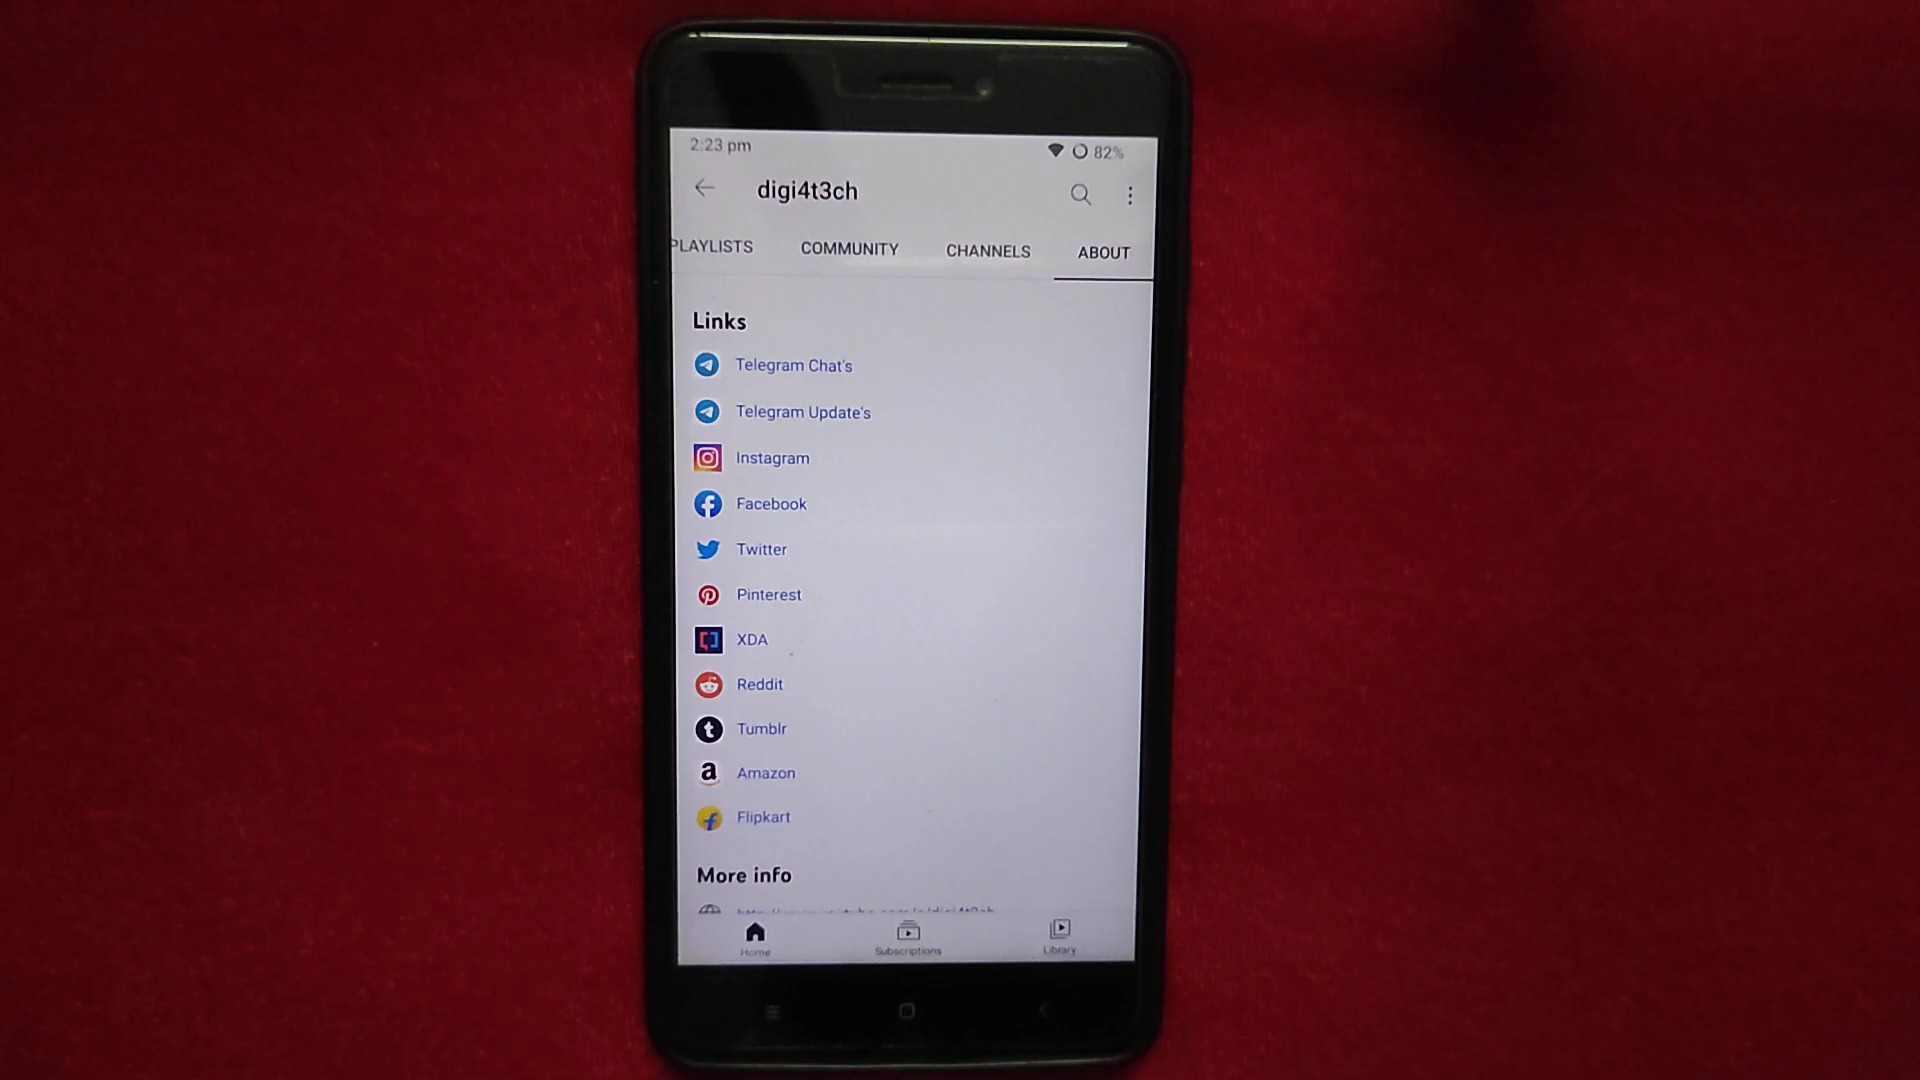 2:23 pm 82%
digi4t3ch
PLAYLISTS COMMUNITY CHANNELS ABOUT
Links
Telegram Chat's
Telegram Update's
Instagram
Facebook
Twitter
Pinterest
XDA
Reddit
Tumblr
Amazon
Flipkart
More info
Home Subscriptions Library